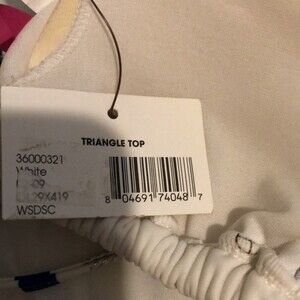 TRIANGLE TOP
36000321
White
WSDSC
8 04691 74048 7